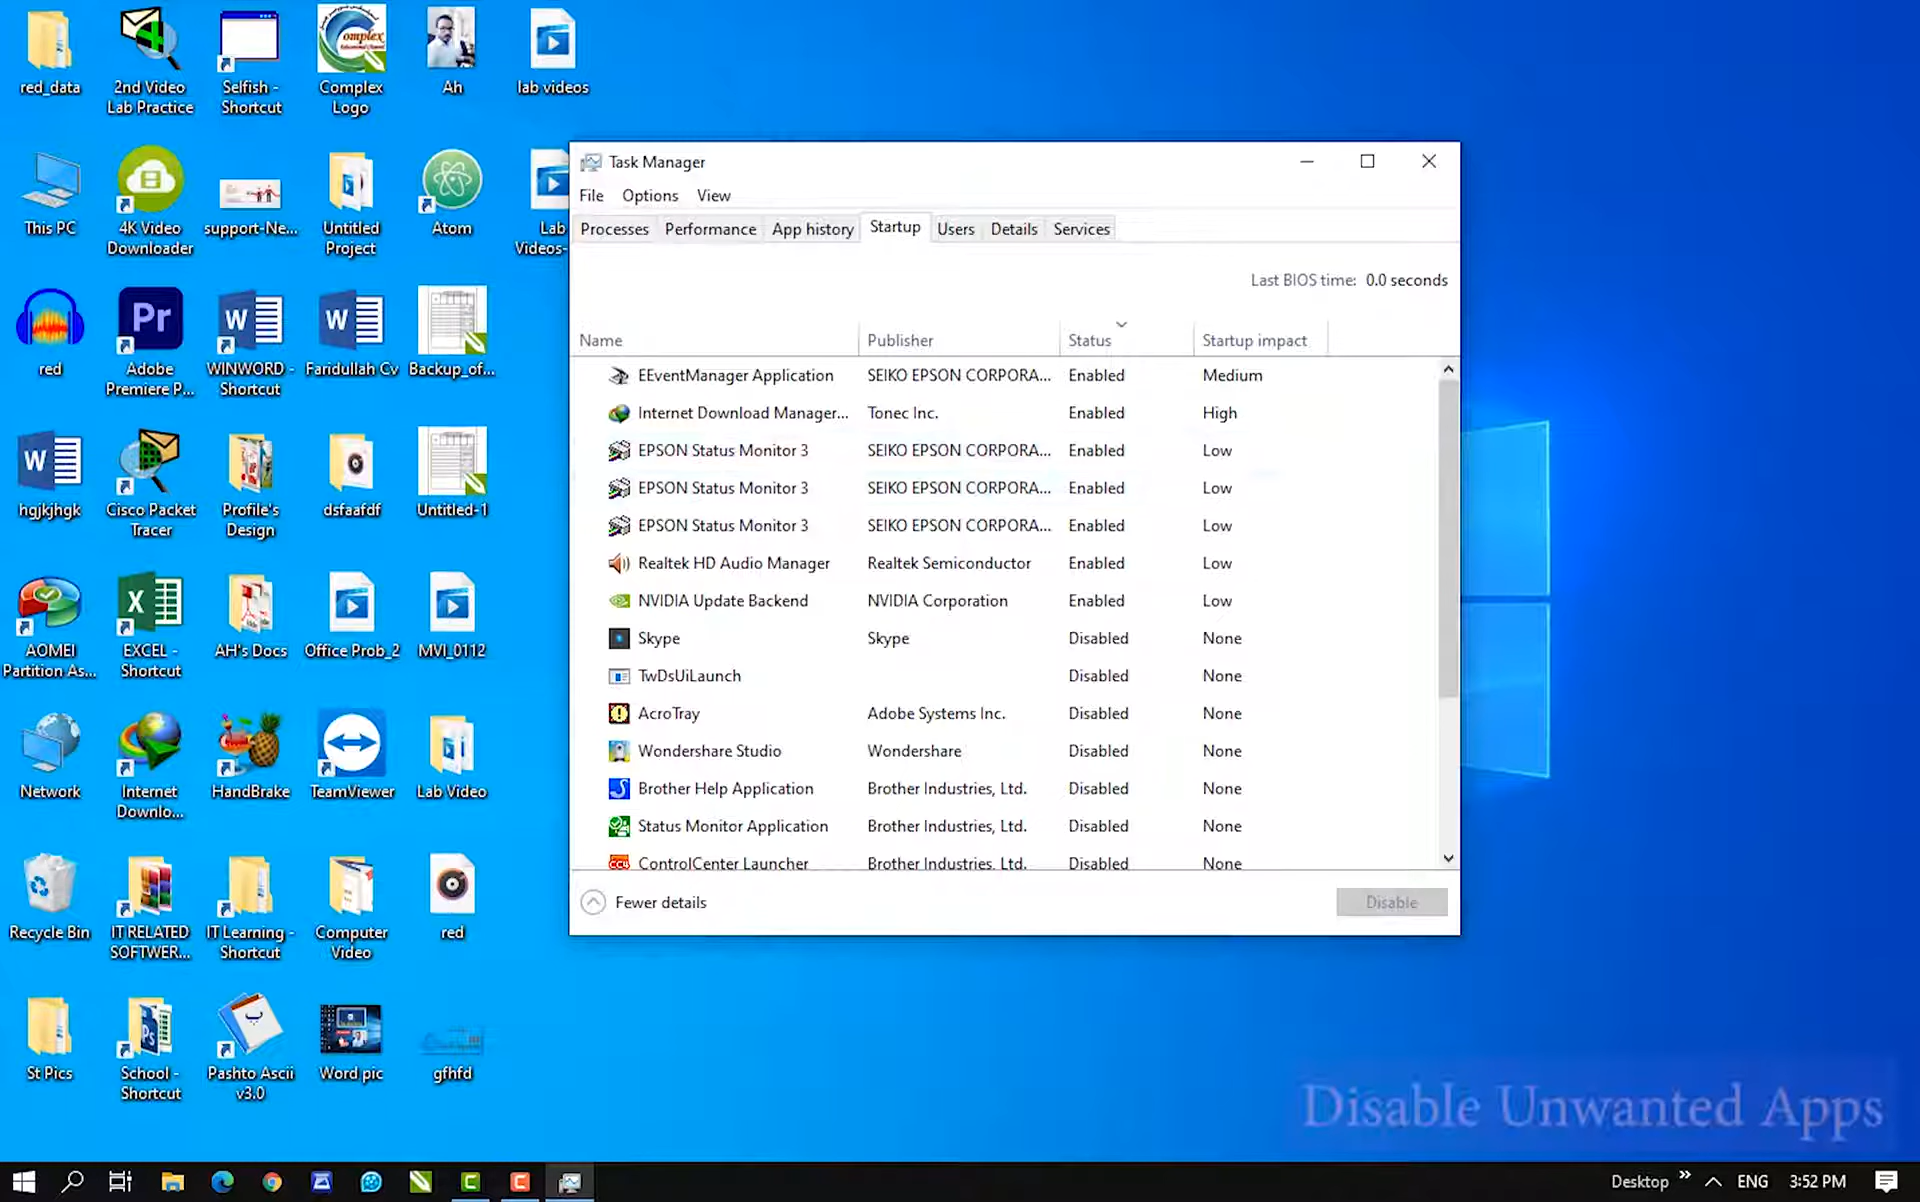 red_data
2nd Video
Lab Practice
Selfish -
Shortcut
Complex
Logo
Ah
lab videos
This PC
4K Video
Downloader
support-Ne...
Untitled
Project
Atom
Lab
Videos-
red
Adobe
Premiere P...
WINWORD -
Shortcut
Faridullah Cv
Backup_of...
hgjkjhgk
Cisco Packet
Tracer
Profile's
Design
dsfaafdf
Untitled-1
AOMEI
Partition As...
EXCEL -
Shortcut
AH's Docs
Office Prob_2
MVI_0112
Network
Internet
Downlo...
HandBrake
TeamViewer
Lab Video
Recycle Bin
IT RELATED
SOFTWER...
IT Learning -
Shortcut
Computer
Video
red
St Pics
School -
Shortcut
Pashto Ascii
v3.0
Word pic
gfhfd
Task Manager
File Options View
Processes Performance App history Startup Users Details Services
Last BIOS time: 0.0 seconds
Name Publisher Status Startup impact
EEventManager Application SEIKO EPSON CORPORA... Enabled Medium
Internet Download Manager... Tonec Inc. Enabled High
EPSON Status Monitor 3 SEIKO EPSON CORPORA... Enabled Low
EPSON Status Monitor 3 SEIKO EPSON CORPORA... Enabled Low
EPSON Status Monitor 3 SEIKO EPSON CORPORA... Enabled Low
Realtek HD Audio Manager Realtek Semiconductor Enabled Low
NVIDIA Update Backend NVIDIA Corporation Enabled Low
Skype Skype Disabled None
TwDsUiLaunch Disabled None
AcroTray Adobe Systems Inc. Disabled None
Wondershare Studio Wondershare Disabled None
Brother Help Application Brother Industries, Ltd. Disabled None
Status Monitor Application Brother Industries, Ltd. Disabled None
ControlCenter Launcher Brother Industries, Ltd. Disabled None
Fewer details Disable
Disable Unwanted Apps
Desktop » ENG 3:52 PM